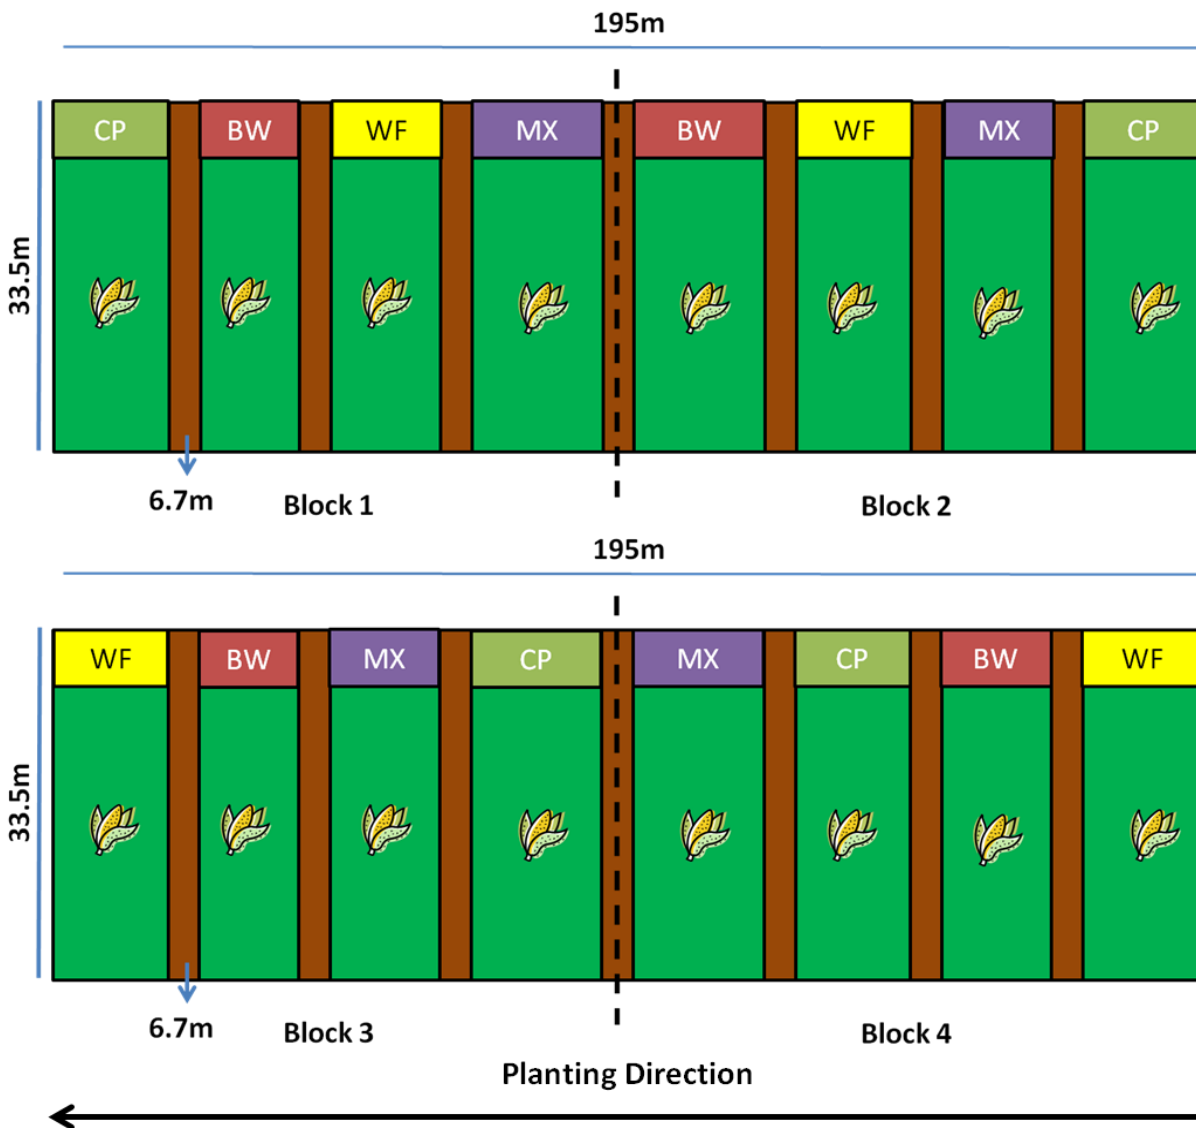 195m
CP BW WF MX BW WF MX CP
33.5m
6.7m Block 1 Block 2
195m
WF BW MX CP MX CP BW WF
33.5m
6.7m Block 3 Block 4
Planting Direction